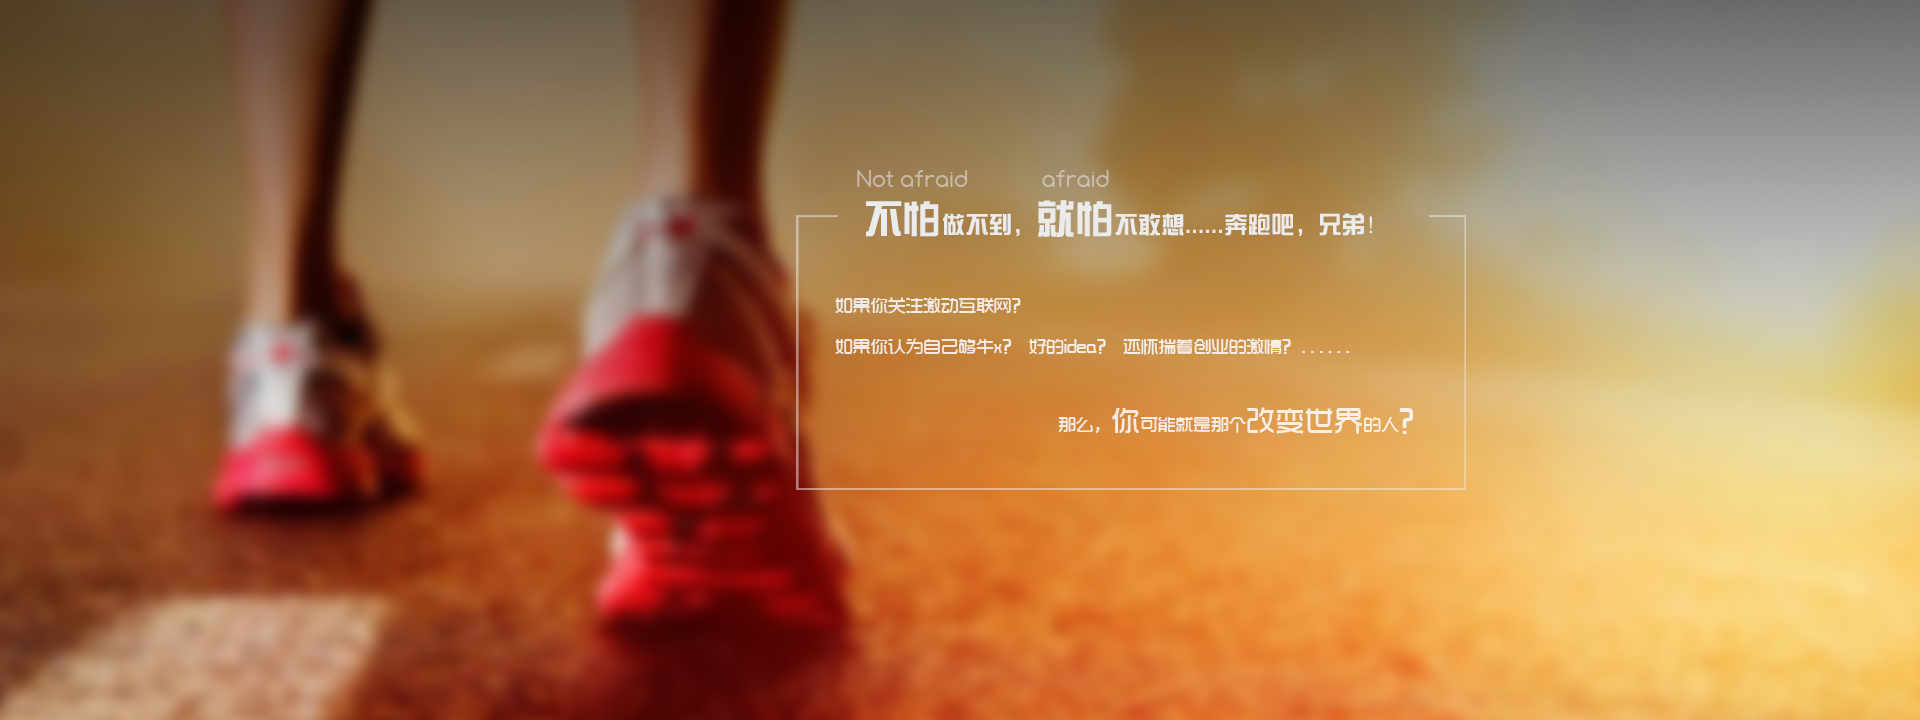 Not afraid afraid
不怕做不到，就怕不敢想......奔跑吧，兄弟！
如果你关注激动互联网？
如果你认为自己够牛x？ 好的idea？ 还怀揣着创业的激情？......
那么，你可能就是那个改变世界的人？